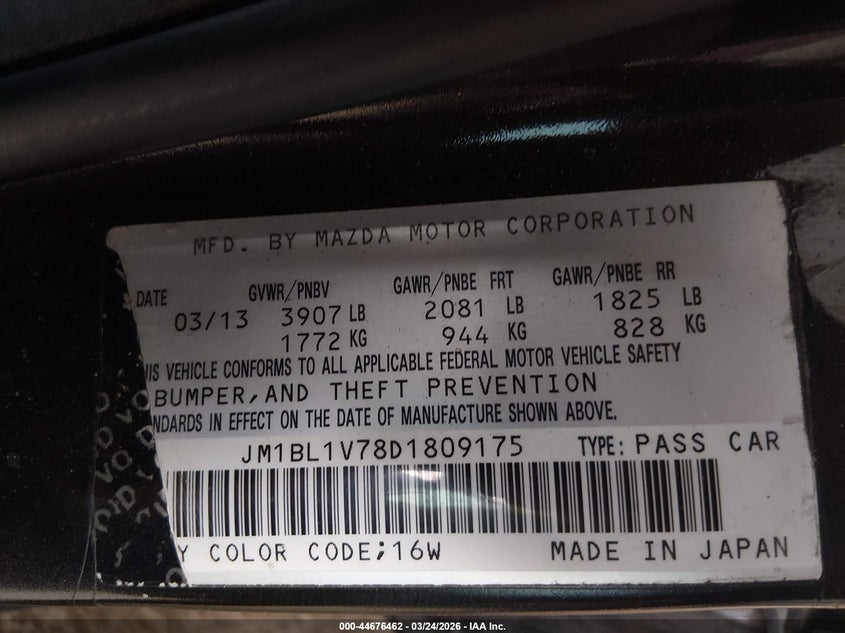 MFD. BY MAZDA MOTOR CORPORATION
DATE GVWR/PNBV GAWR/PNBE FRT GAWR/PNBE RR
03/13 3907 LB 2081 LB 1825 LB
1772 KG 944 KG 828 KG
IS VEHICLE CONFORMS TO ALL APPLICABLE FEDERAL MOTOR VEHICLE SAFETY
BUMPER, AND THEFT PREVENTION
NDARDS IN EFFECT ON THE DATE OF MANUFACTURE SHOWN ABOVE.
JM1BL1V78D1809175 TYPE: PASS CAR
Y COLOR CODE;16W MADE IN JAPAN
000-44676462 - 03/24/2026 - IAA Inc.